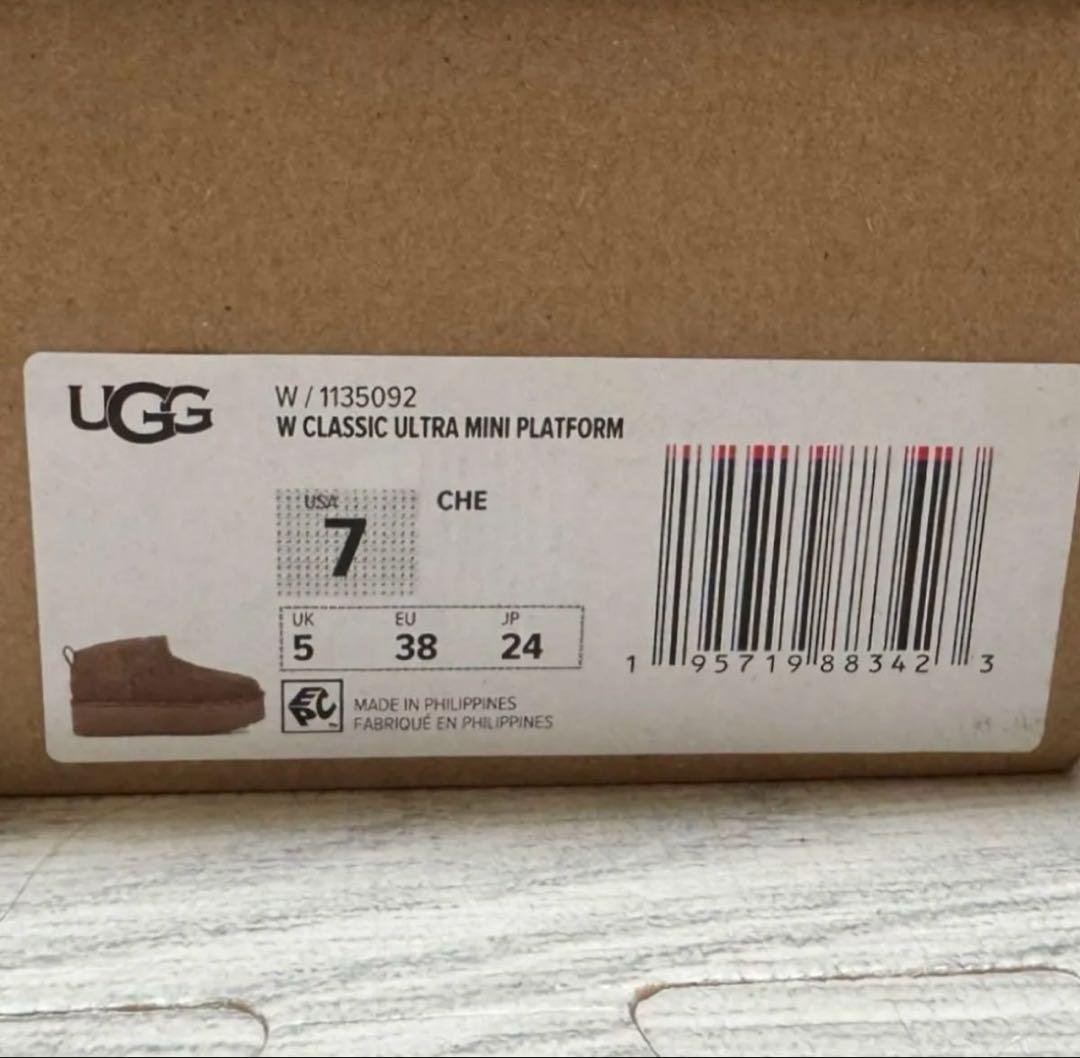 UGG
W / 1135092
W CLASSIC ULTRA MINI PLATFORM
USA
7
CHE
UK EU JP
5 38 24
1 95719 88342 3
MADE IN PHILIPPINES
FABRIQUÉ EN PHILIPPINES